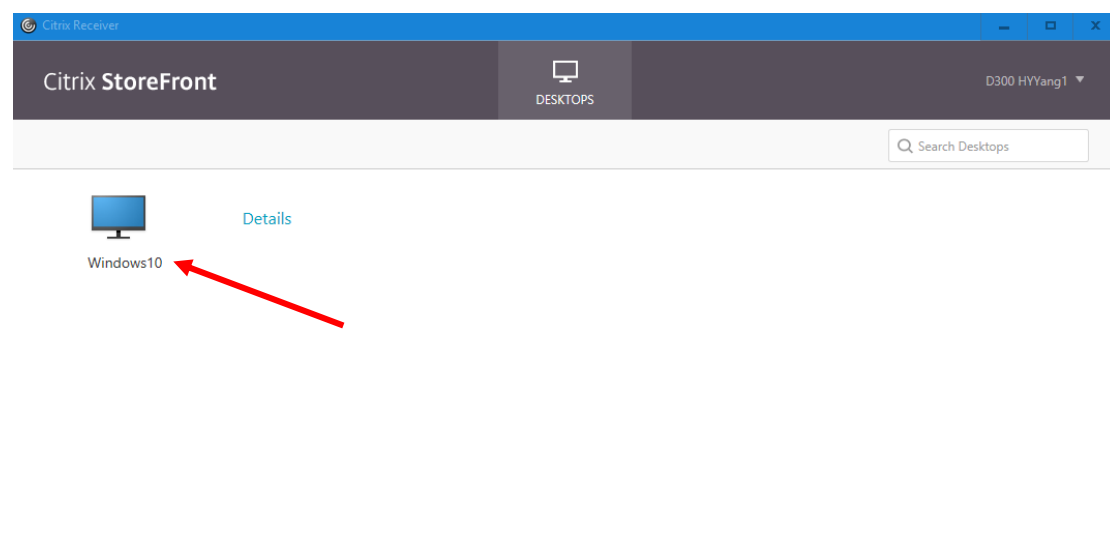 Citrix Receiver
Citrix StoreFront
DESKTOPS
D300 HYYang1
Search Desktops
Details
Windows10